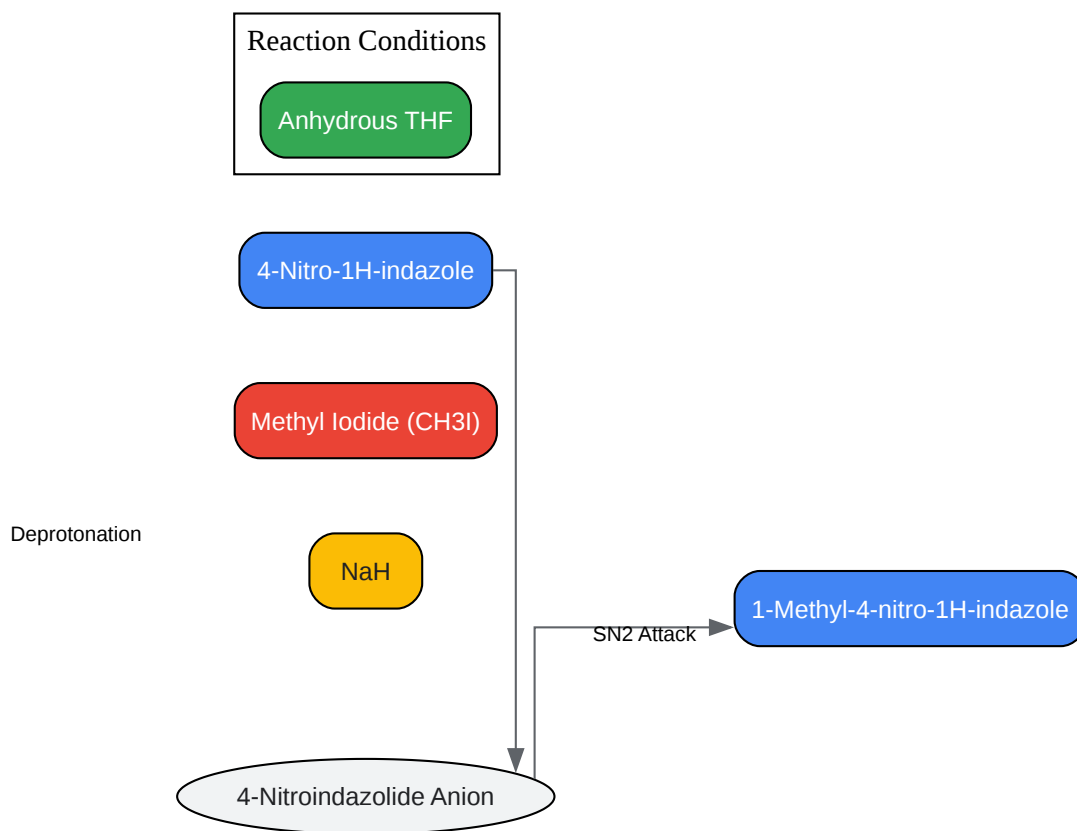 Reaction Conditions
Anhydrous THF
4-Nitro-1H-indazole
Methyl Iodide (CH3I)
Deprotonation
NaH
1-Methyl-4-nitro-1H-indazole
SN2 Attack
4-Nitroindazolide Anion